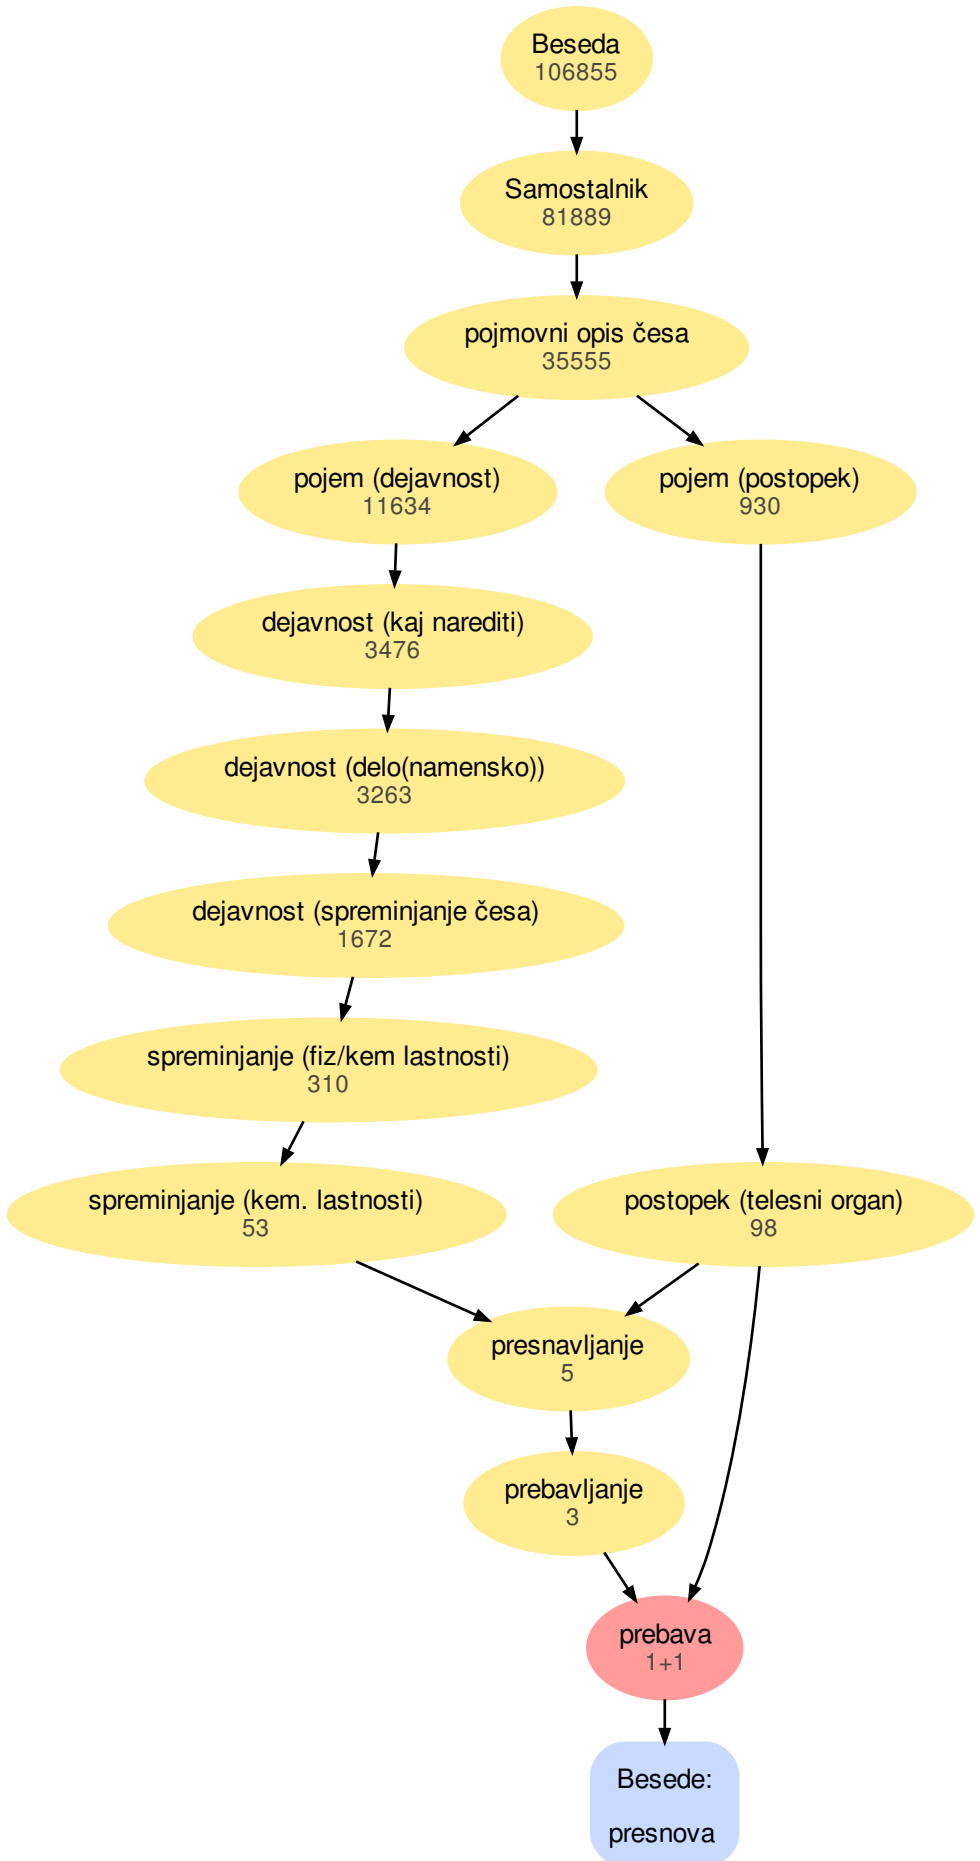 Beseda
106855
Samostalnik
81889
pojmovni opis česa
35555
pojem (dejavnost)
11634
pojem (postopek)
930
dejavnost (kaj narediti)
3476
dejavnost (delo(namensko))
3263
dejavnost (spreminjanje česa)
1672
spreminjanje (fiz/kem lastnosti)
310
spreminjanje (kem. lastnosti)
53
postopek (telesni organ)
98
presnavljanje
5
prebavljanje
3
prebava
1+1
Besede:
presnova